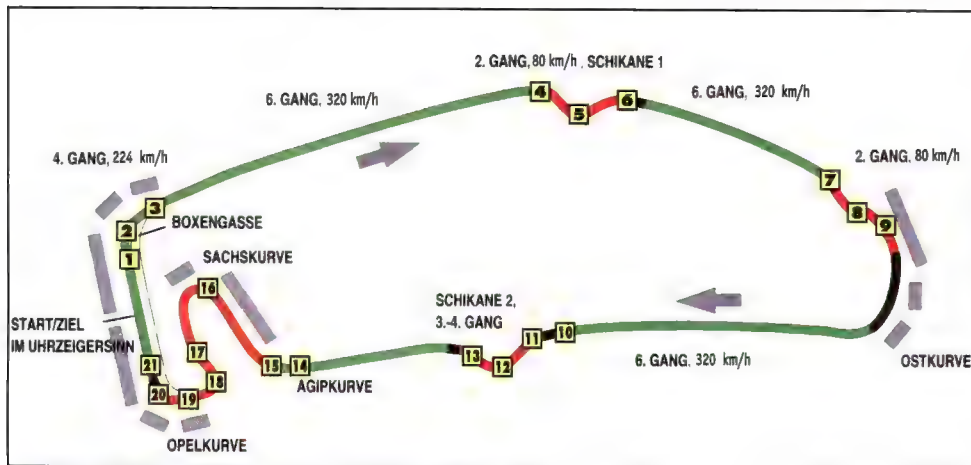 2. GANG, 80 km/h . SCHIKANE 1
6. GANG, 320 km/h
6. GANG, 320 km/h
4. GANG, 224 km/h
2. GANG, 80 km/h
4
5
6
7
8
9
3
2
1
BOXENGASSE
SACHSKURVE
16
SCHIKANE 2,
3.-4. GANG
START/ZIEL
IM UHRZEIGERSINN
10
11
12
13
14
15
17
18
19
20
21
6. GANG, 320 km/h
OSTKURVE
AGIPKURVE
OPELKURVE